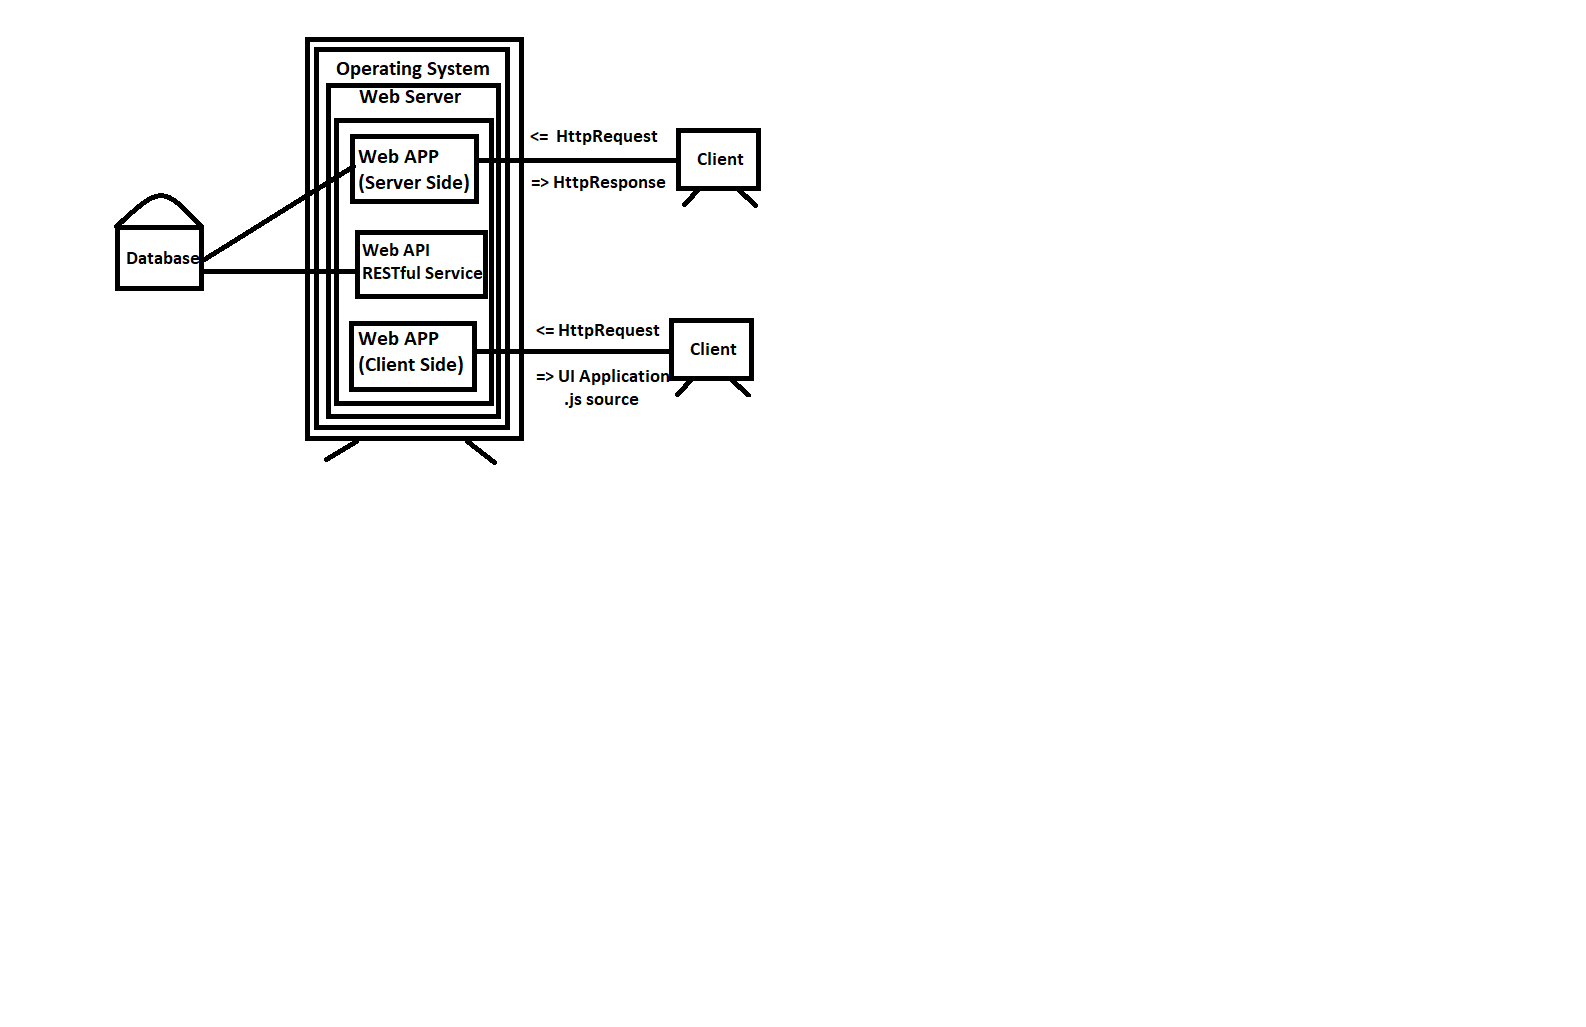 Operating System
Web Server
Web APP
(Server Side)
<= HttpRequest
=> HttpResponse
Client
Database
Web API
RESTful Service
Web APP
(Client Side)
<= HttpRequest
=> UI Application
.js source
Client